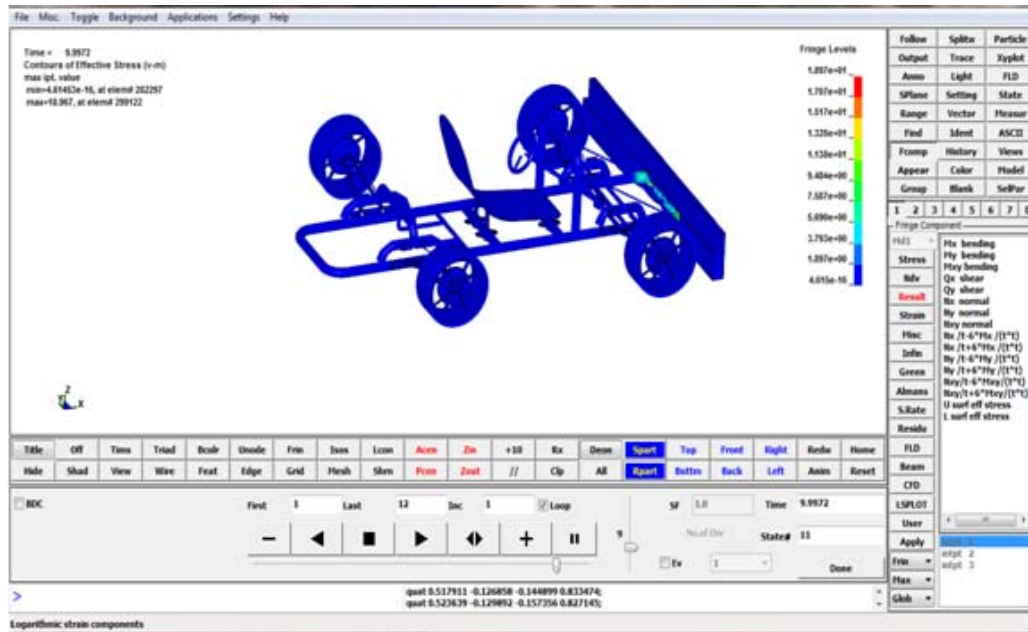 File Misc. Toggle Background Applications Settings Help
Time = 9.9972
Contours of Effective Stress (v-m)
max ipt. value
min=4.61453e-16, at elem# 282297
max=18.967, at elem# 299122
Fringe Levels
1.897e+01
1.707e+01
1.517e+01
1.328e+01
1.138e+01
9.484e+00
7.587e+00
5.690e+00
3.793e+00
1.897e+00
4.615e-16
Z
X
Follow Splitw Particle
Output Trace Xyplot
Anno Light FLD
SPlane Setting State
Range Vector Measur
Find Ident ASCII
Fcomp History Views
Appear Color Model
Group Blank SelPar
1 2 3 4 5 6 7
Fringe Component
Stress
Ndv
Result
Strain
Misc
Infin
Green
Almans
S.Rate
Residu
FLD
Beam
CFD
LSPLOT
User
Apply
Frin
Max
Glob
Mx bending
My bending
Mxy bending
Qx shear
Qy shear
Nx normal
Ny normal
Nxy normal
Nx /t-6*Mx /(t*t)
Nx /t+6*Mx /(t*t)
Ny /t-6*My /(t*t)
Ny /t+6*My /(t*t)
Nxy/t-6*Mxy/(t*t)
Nxy/t+6*Mxy/(t*t)
U surf eff stress
L surf eff stress
intpt 1
intpt 2
intpt 3
Title Off Tims Triad Bcolr Unode Frin Isos Lcon Acen Zin +10 Rx Deon Spart Top Front Right Redw Home
Hide Shad View Wire Feat Edge Grid Mesh Shrn Pcen Zout // Clp All Rpart Bottm Back Left Anim Reset
BDC First 1 Last 12 Inc 1 Loop
9
SF 1.0 Time 9.9972
No.of Div State# 11
Ev 1 Done
>
quat 0.517911 -0.126858 -0.144899 0.833474;
quat 0.523639 -0.129892 -0.157356 0.827145;
Logarithmic strain components